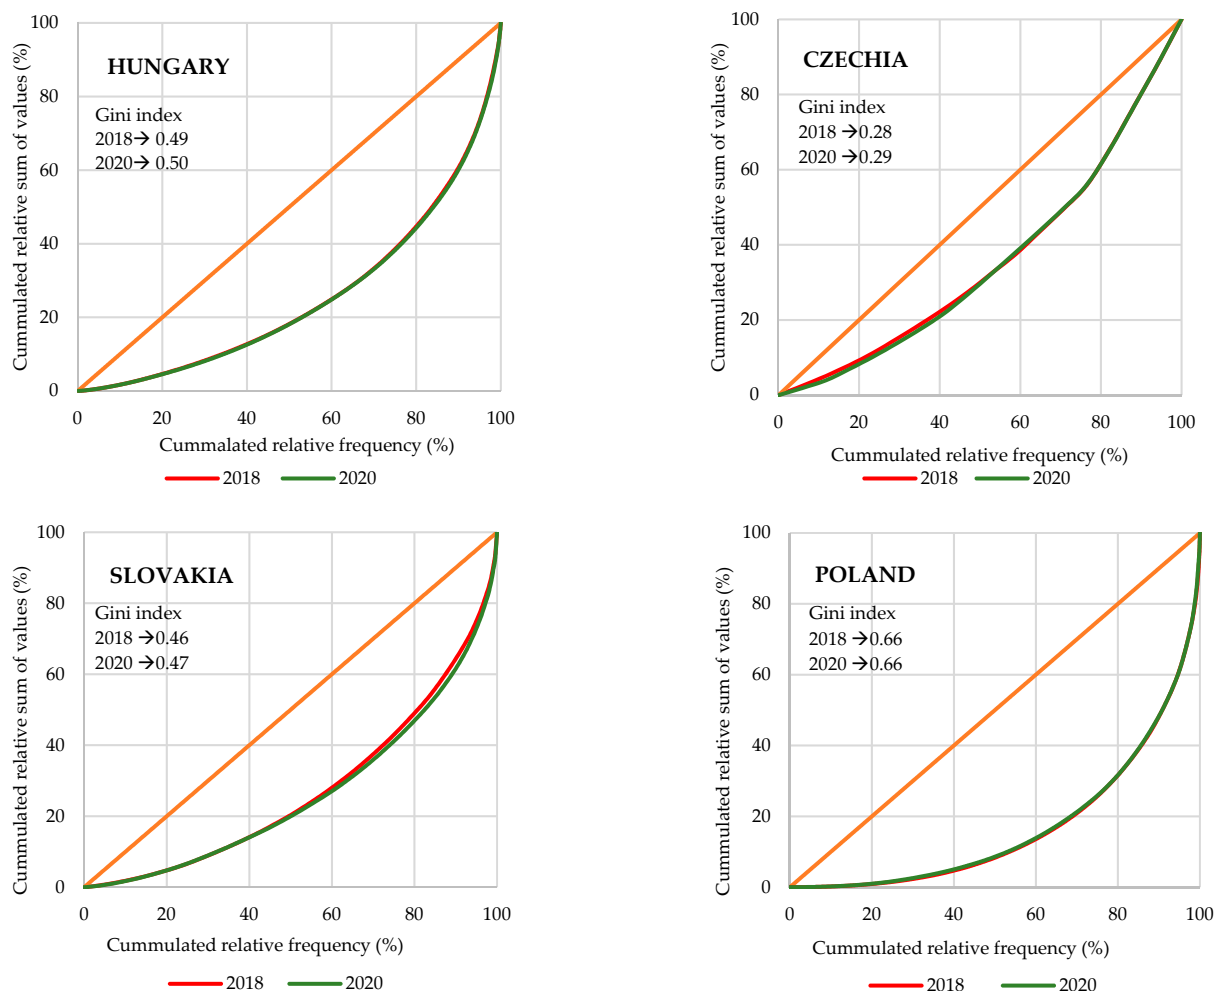 HUNGARY
Gini index
2018→ 0.49
2020→ 0.50
Cummulated relative sum of values (%)
100
80
60
40
20
0
0 20 40 60 80 100
Cummalated relative frequency (%)
2018 2020
CZECHIA
Gini index
2018 →0.28
2020 →0.29
Cummulated relative sum of values (%)
100
80
60
40
20
0
0 20 40 60 80 100
Cummulated relative frequency (%)
2018 2020
SLOVAKIA
Gini index
2018 →0.46
2020 →0.47
Cummulated relative sum of values (%)
100
80
60
40
20
0
0 20 40 60 80 100
Cummulated relative frequency (%)
2018 2020
POLAND
Gini index
2018 →0.66
2020 →0.66
Cummulated relative sum of values (%)
100
80
60
40
20
0
0 20 40 60 80 100
Cummulated relative frequency (%)
2018 2020